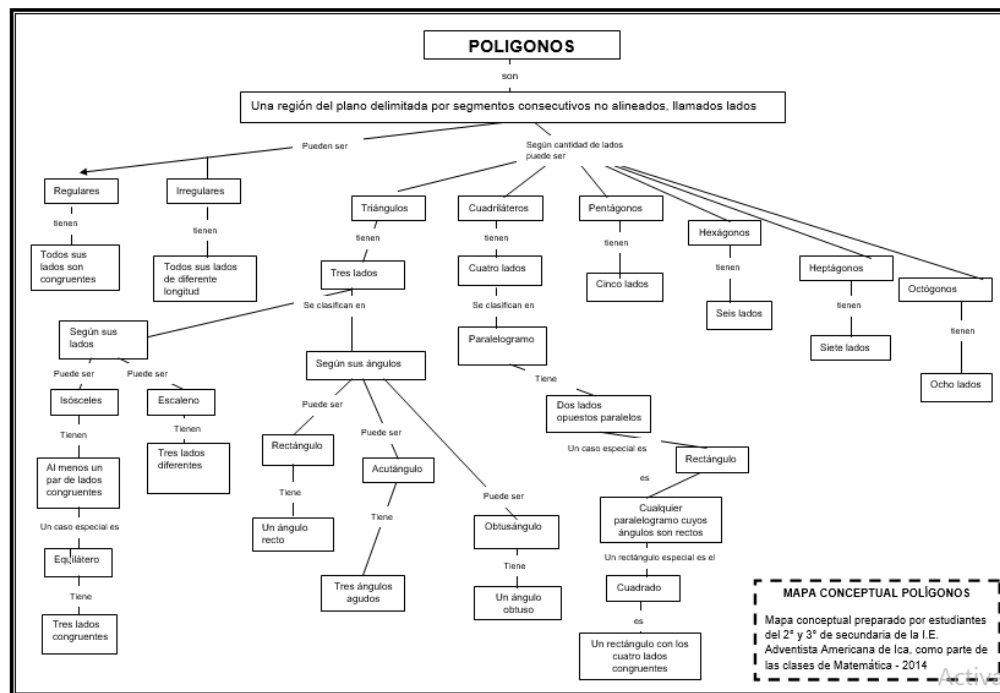 POLIGONOS
son
Una región del plano delimitada por segmentos consecutivos no alineados, llamados lados
Pueden ser
Según cantidad de lados
puede ser
Regulares
Irregulares
Triángulos
Cuadriláteros
Pentágonos
Hexágonos
Heptágonos
Octógonos
tienen
tienen
tienen
tienen
tienen
tienen
tienen
tienen
Todos sus
lados son
congruentes
Todos sus lados
de diferente
longitud
Tres lados
Cuatro lados
Cinco lados
Seis lados
Siete lados
Ocho lados
Se clasifican en
Se clasifican en
Según sus
lados
Según sus ángulos
Paralelogramo
Puede ser
Puede ser
Tiene
Isósceles
Escaleno
Puede ser
Dos lados
opuestos paralelos
Tienen
Tienen
Puede ser
Rectángulo
Un caso especial es
Rectángulo
Al menos un
par de lados
congruentes
Tres lados
diferentes
Acutángulo
es
Tiene
Tiene
Puede ser
Cualquier
paralelogramo cuyos
ángulos son rectos
Un caso especial es
Un ángulo
recto
Obtusángulo
Equilátero
Tiene
Un rectángulo especial es el
Tiene
Tres ángulos
agudos
Un ángulo
obtuso
Cuadrado
Tres lados
congruentes
es
Un rectángulo con los
cuatro lados
congruentes
MAPA CONCEPTUAL POLÍGONOS
Mapa conceptual preparado por estudiantes
del 2° y 3° de secundaria de la I.E.
Adventista Americana de Ica, como parte de
las clases de Matemática - 2014